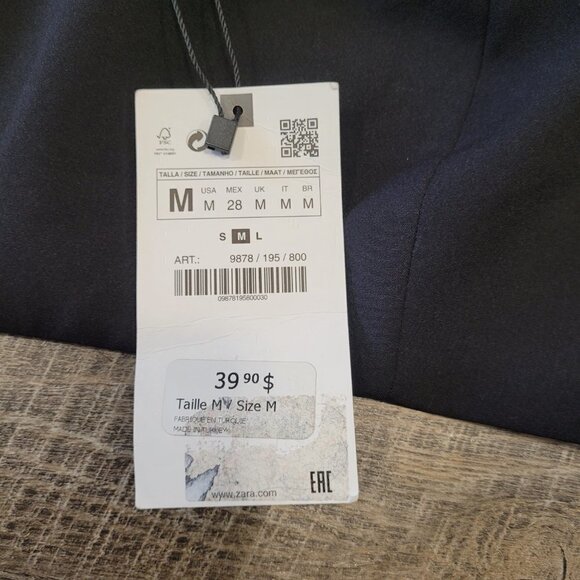 FSC
TALLA / SIZE / TAMANHO / TAILLE / MAAT / ΜΕΓΕΘΟΣ
M USA MEX UK IT BR
M 28 M M M
S M L
ART.: 9878 / 195 / 800
09878195800030
39 90 $
Taille M Size M
FABRIQUÉ EN TURQUIE
MADE IN TURKEY
www.zara.com
EAC